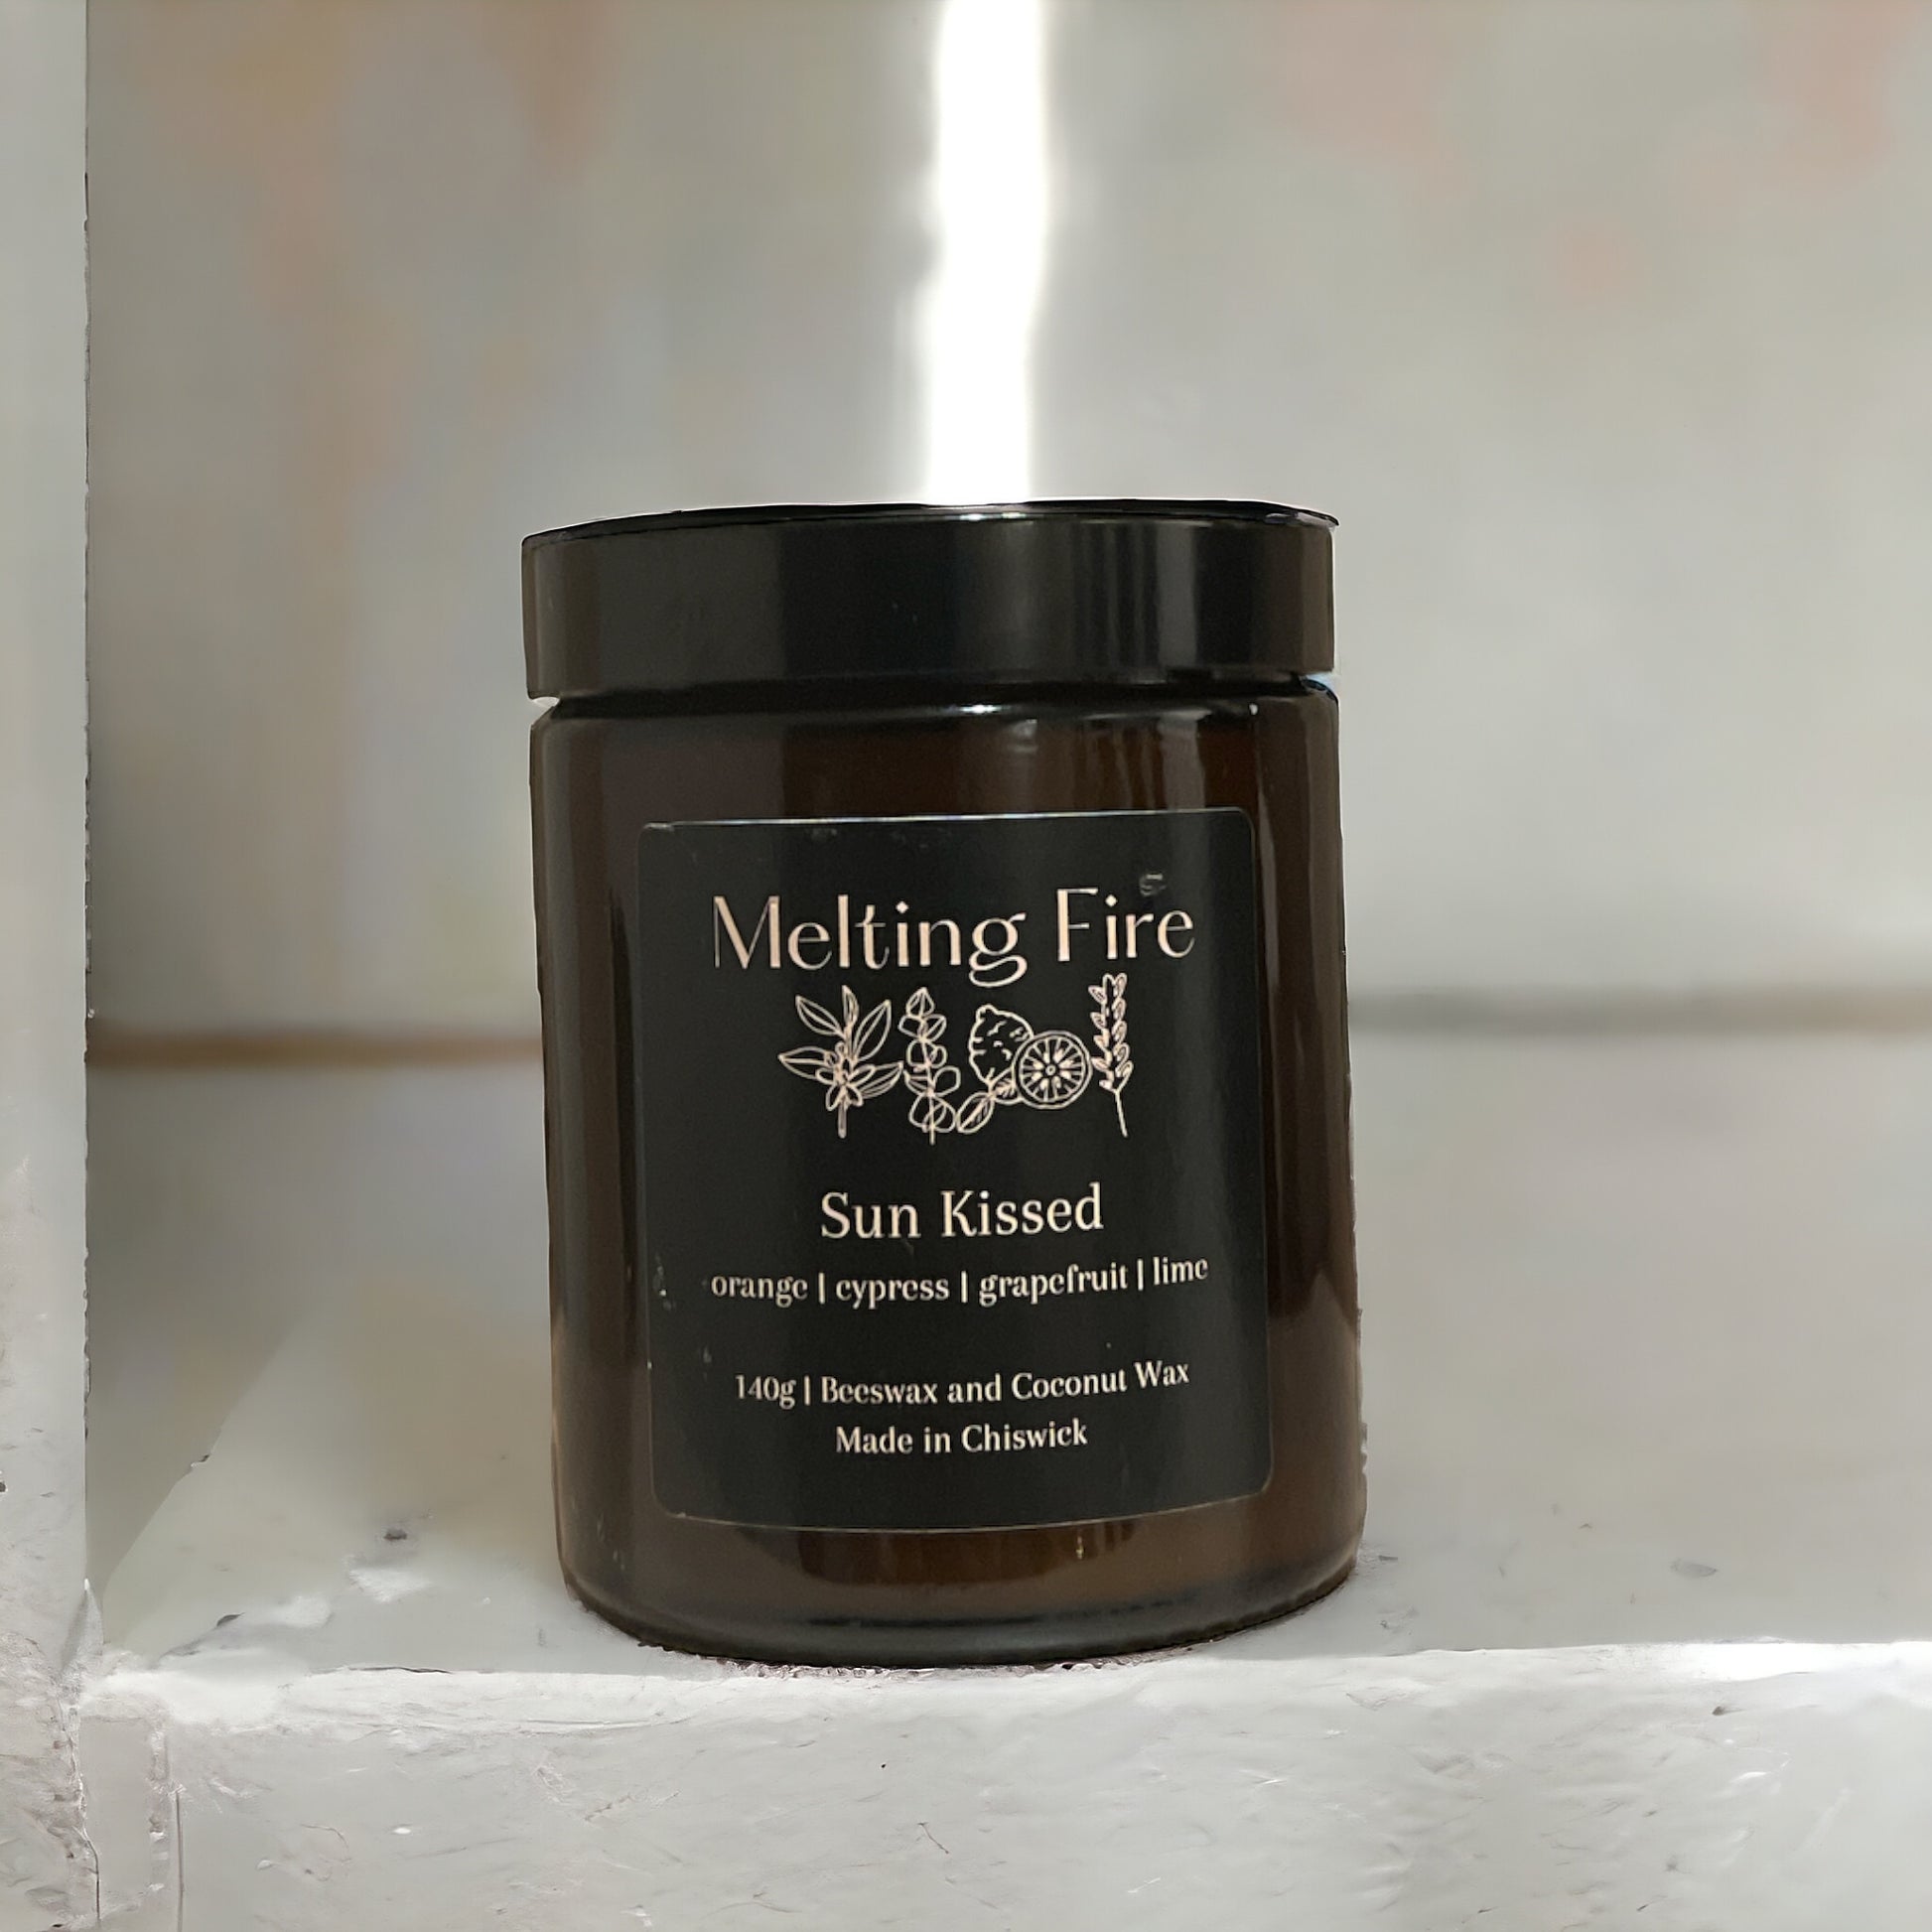 Melting Fire
Sun Kissed
orange | cypress | grapefruit | lime
140g | Beeswax and Coconut Wax
Made in Chiswick